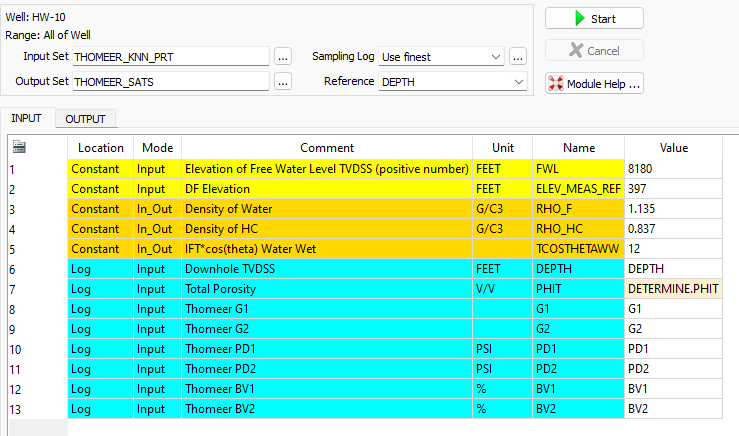 Well: HW-10
Range: All of Well
Start
Input Set THOMEER_KNN_PRT ... Sampling Log Use finest ...
Cancel
Output Set THOMEER_SATS ... Reference DEPTH
Module Help ...
INPUT OUTPUT
Location Mode Comment Unit Name Value
1 Constant Input Elevation of Free Water Level TVDSS (positive number) FEET FWL 8180
2 Constant Input DF Elevation FEET ELEV_MEAS_REF 397
3 Constant In_Out Density of Water G/C3 RHO_F 1.135
4 Constant In_Out Density of HC G/C3 RHO_HC 0.837
5 Constant In_Out IFT*cos(theta) Water Wet TCOSTHETAWW 12
6 Log Input Downhole TVDSS FEET DEPTH DEPTH
7 Log Input Total Porosity V/V PHIT DETERMINE.PHIT
8 Log Input Thomeer G1 G1 G1
9 Log Input Thomeer G2 G2 G2
10 Log Input Thomeer PD1 PSI PD1 PD1
11 Log Input Thomeer PD2 PSI PD2 PD2
12 Log Input Thomeer BV1 % BV1 BV1
13 Log Input Thomeer BV2 % BV2 BV2